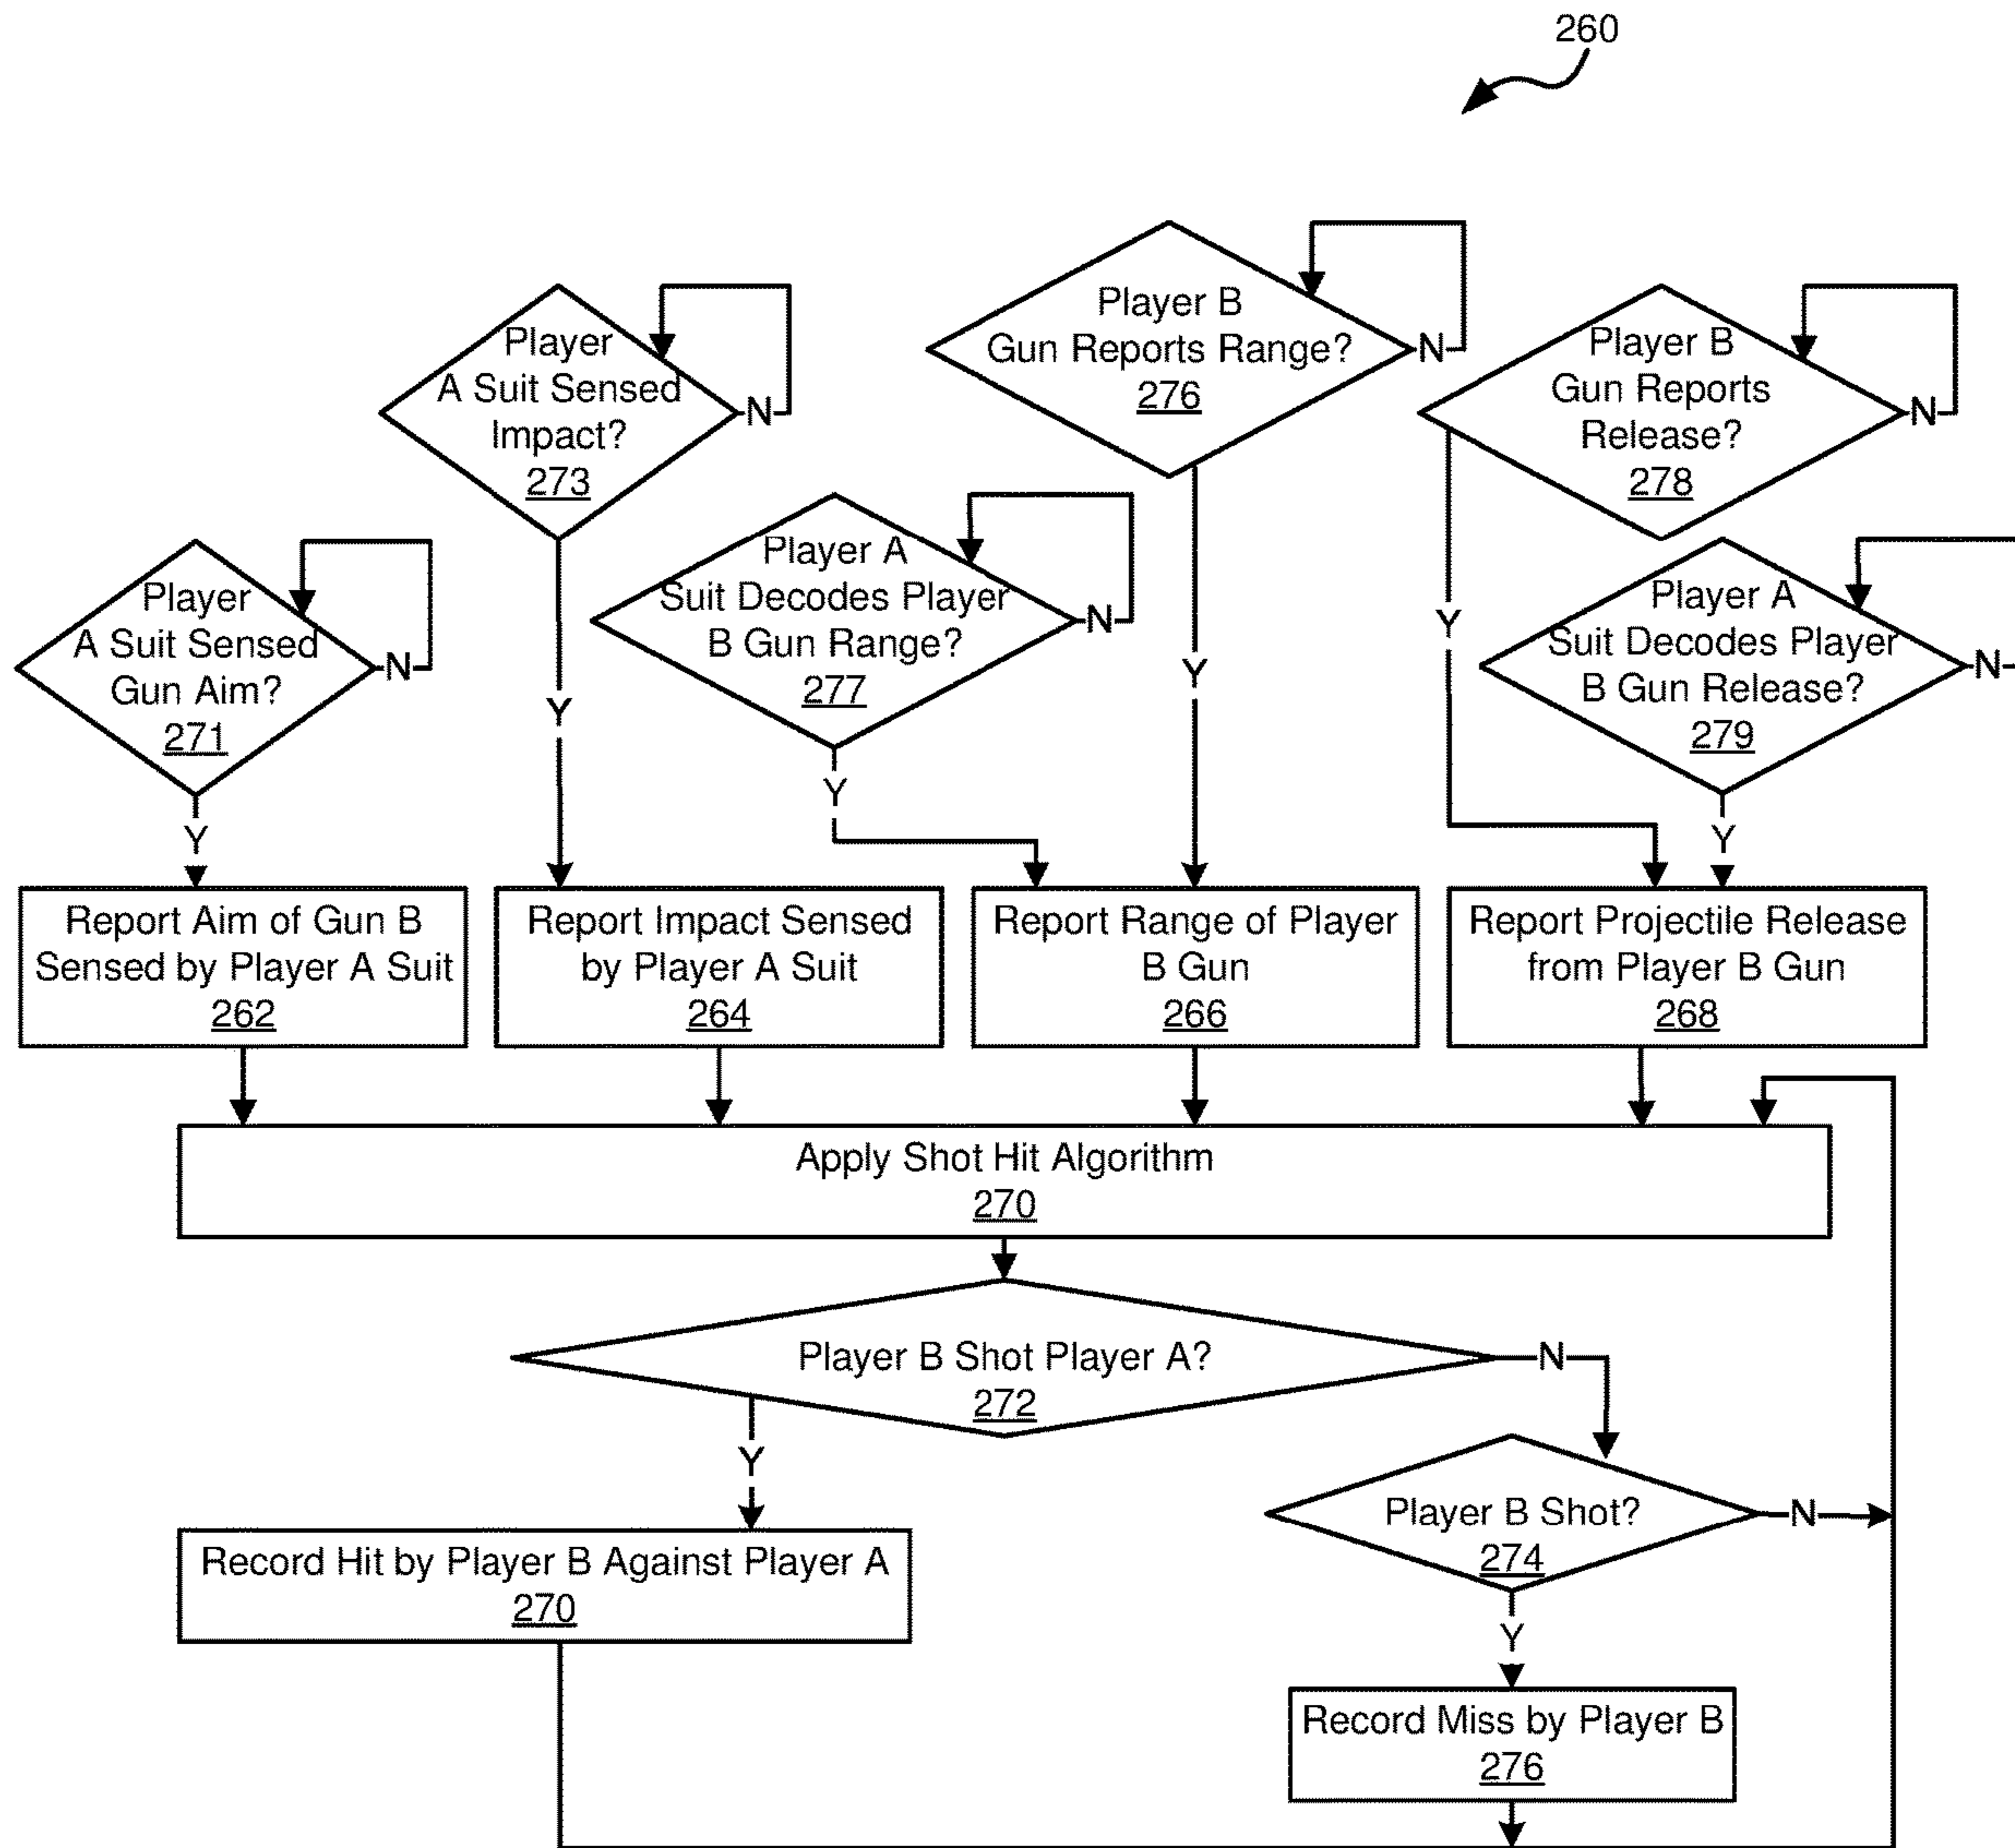 260
Player B
Gun Reports Range?
276
N
Player
A Suit Sensed
Impact?
273
N
Player B
Gun Reports
Release?
278
N
Player A
Suit Decodes Player
B Gun Range?
277
N
Player
A Suit Sensed
Gun Aim?
271
N
Player A
Suit Decodes Player
B Gun Release?
279
N
Y
Y
Y
Y
Y
Y
Report Aim of Gun B
Sensed by Player A Suit
262
Report Impact Sensed
by Player A Suit
264
Report Range of Player
B Gun
266
Report Projectile Release
from Player B Gun
268
Apply Shot Hit Algorithm
270
Player B Shot Player A?
272
N
Y
Player B Shot?
274
N
Record Hit by Player B Against Player A
270
Y
Record Miss by Player B
276